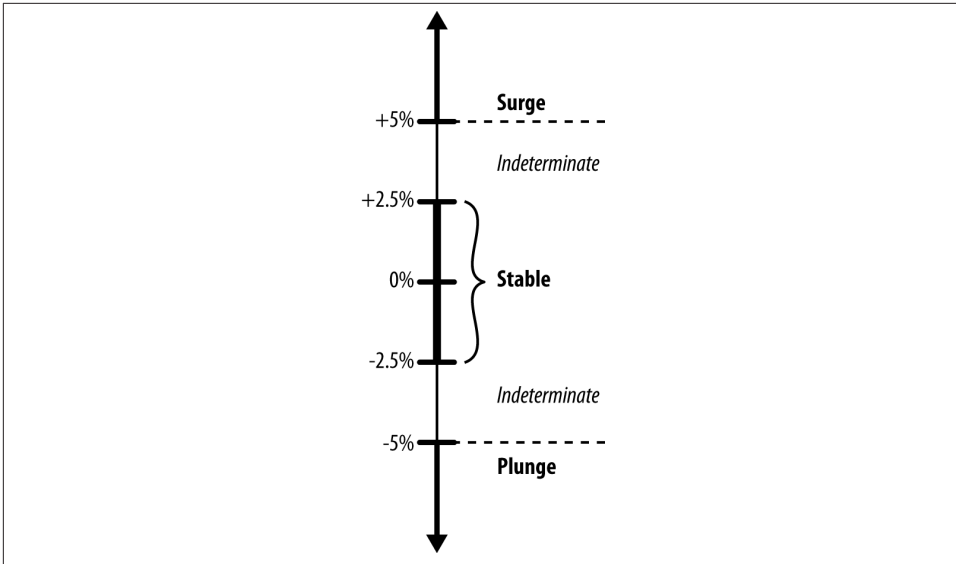 Surge
+5%
Indeterminate
+2.5%
0%
Stable
-2.5%
Indeterminate
-5%
Plunge